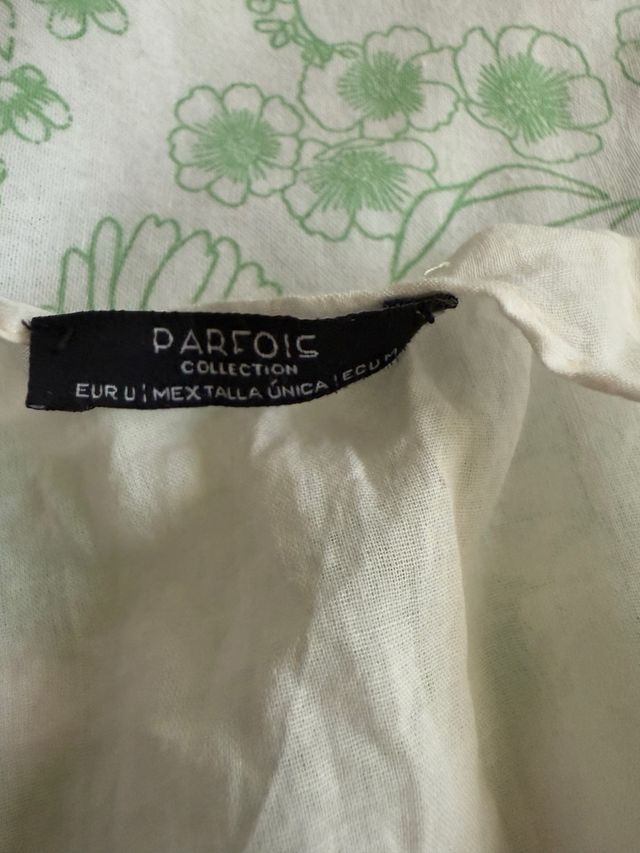 PARFOIS
COLLECTION
EUR U | MEX TALLA ÚNICA | ECU M